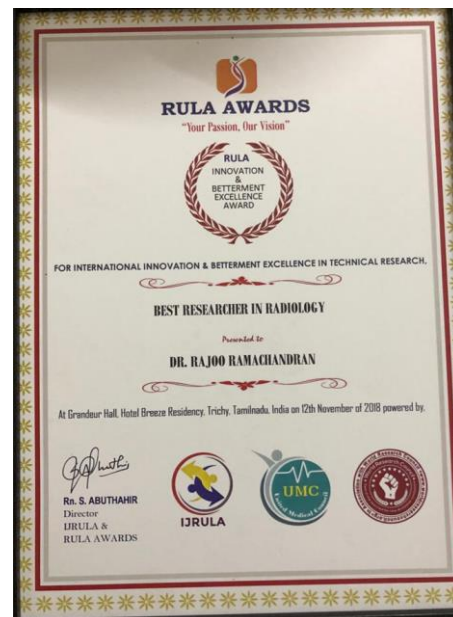 RULA AWARDS
"Your Passion, Our Vision"
RULA
INNOVATION
&
BETTERMENT
EXCELLENCE
AWARD
FOR INTERNATIONAL INNOVATION & BETTERMENT EXCELLENCE IN TECHNICAL RESEARCH.
BEST RESEARCHER IN RADIOLOGY
Presented to
DR. RAJOO RAMACHANDRAN
At Grandeur Hall, Hotel Breeze Residency, Trichy, Tamilnadu, India on 12th November of 2018 powered by.
Rn. S. ABUTHAHIR
Director
IJRULA &
RULA AWARDS
IJRULA
UMC
United Medical Council